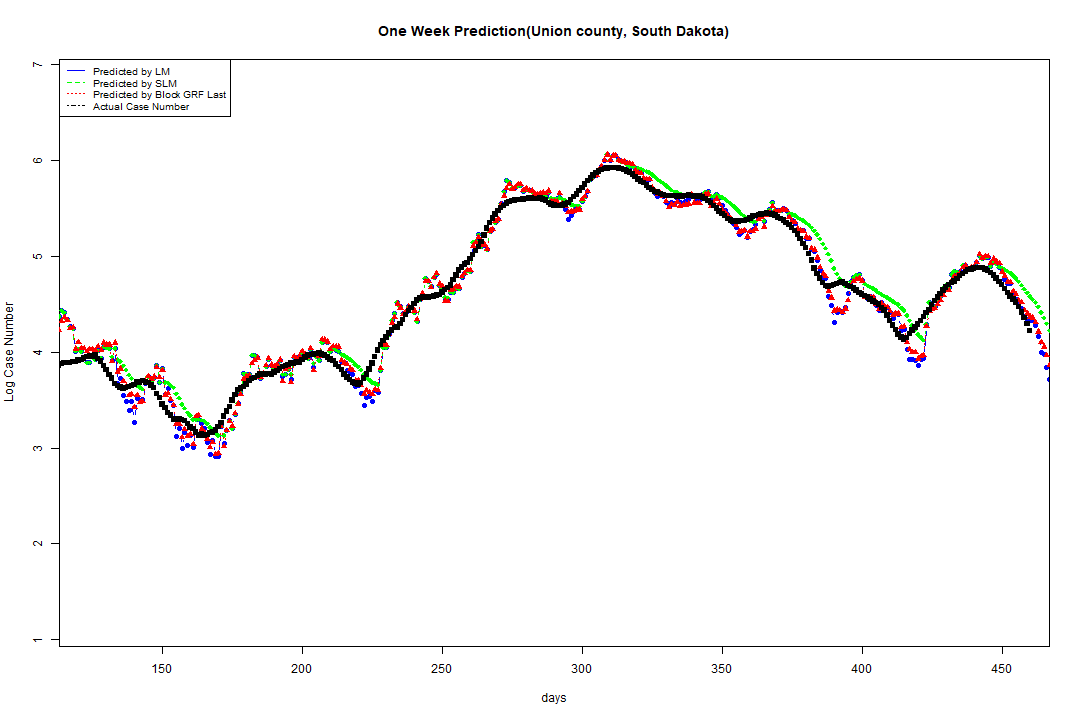 One Week Prediction(Union county, South Dakota)
Predicted by LM
Predicted by SLM
Predicted by Block GRF Last
Actual Case Number
Log Case Number
7
6
5
4
3
2
1
150 200 250 300 350 400 450
days